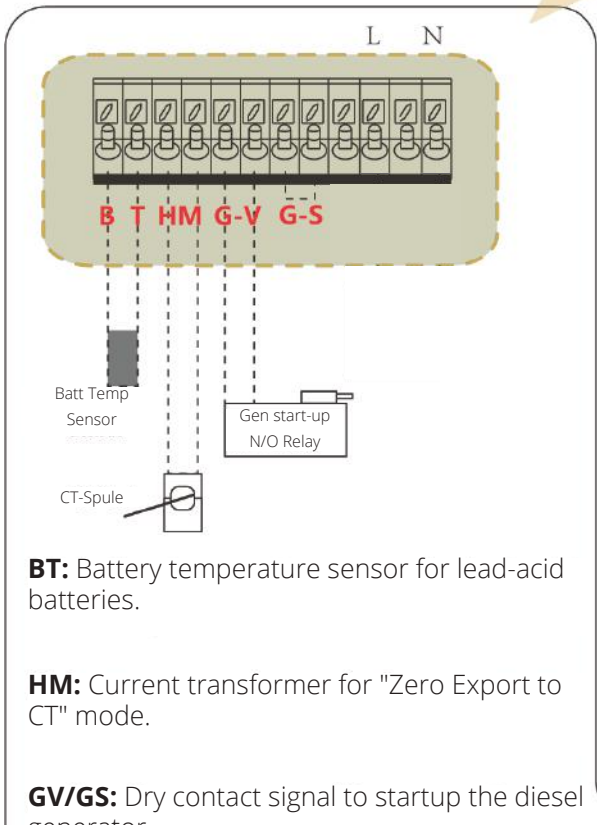 L N
B T HM G-V G-S
Batt Temp
Sensor
Gen start-up
N/O Relay
CT-Spule
BT: Battery temperature sensor for lead-acid
batteries.
HM: Current transformer for "Zero Export to
CT" mode.
GV/GS: Dry contact signal to startup the diesel
generator